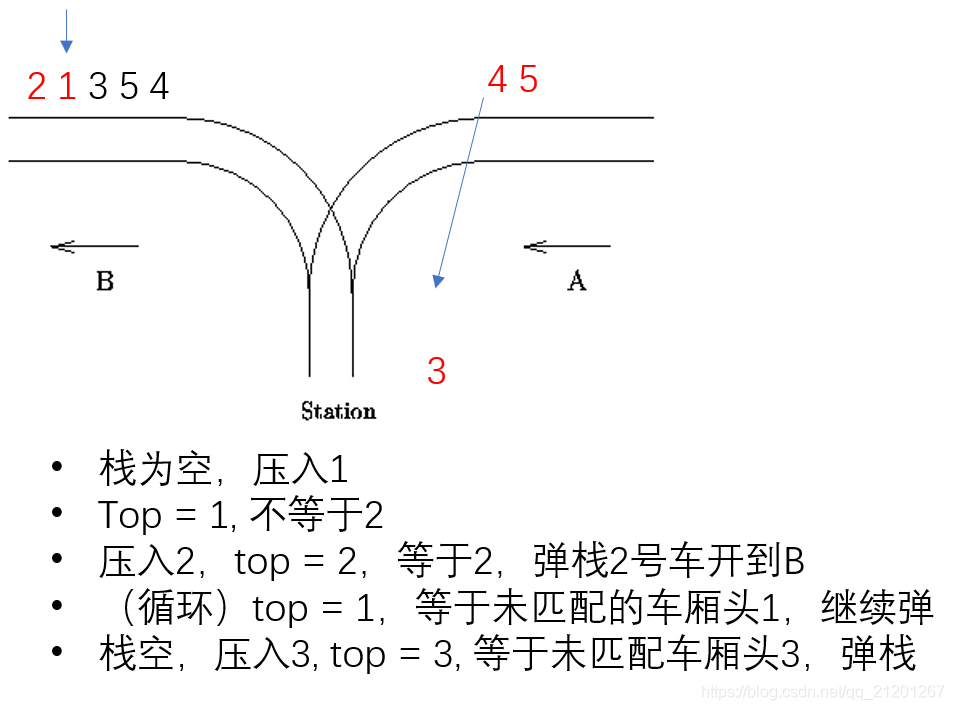 2 1 3 5 4
4 5
B
A
3
Station
• 栈为空，压入1
• Top = 1, 不等于2
• 压入2，top = 2，等于2，弹栈2号车开到B
• （循环）top = 1，等于未匹配的车厢头1，继续弹
• 栈空，压入3, top = 3, 等于未匹配车厢头3，弹栈
https://blog.csdn.net/qq_21201267